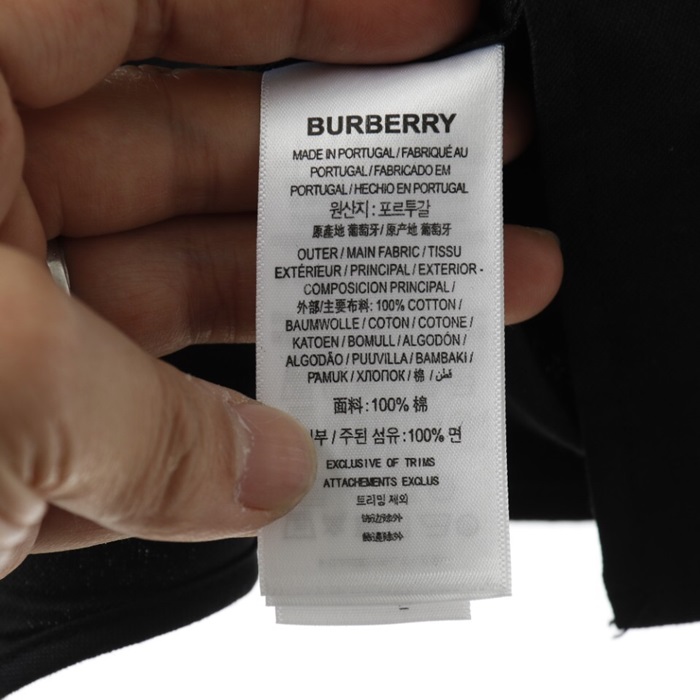 BURBERRY
MADE IN PORTUGAL / FABRIQUÉ AU
PORTUGAL / FABRICADO EM
PORTUGAL / HECHO EN PORTUGAL
원산지 : 포르투갈
原產地 葡萄牙 / 原产地 葡萄牙
OUTER / MAIN FABRIC / TISSU
EXTÉRIEUR / PRINCIPAL / EXTERIOR -
COMPOSICION PRINCIPAL /
外部/主要布料: 100% COTTON /
BAUMWOLLE / COTON / COTONE /
KATOEN / BOMULL / ALGODÓN /
ALGODÃO / PUUVILLA / BAMBAKI /
PAMUK / ХЛОПОК / 棉 / قطن
面料 : 100% 棉
부 / 주된 섬유 : 100% 면
EXCLUSIVE OF TRIMS
ATTACHEMENTS EXCLUS
트리밍 제외